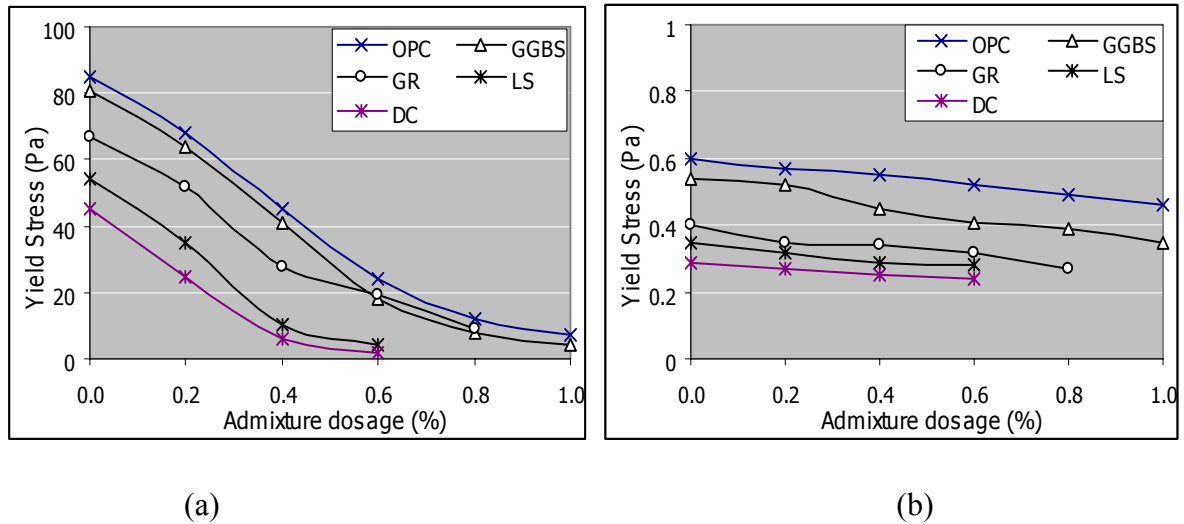 100
80
60
40
20
0
Yield Stress (Pa)
OPC
GGBS
GR
LS
DC
0.0 0.2 0.4 0.6 0.8 1.0
Admixture dosage (%)
(a)
1
0.8
0.6
0.4
0.2
0
Yield Stress (Pa)
OPC
GGBS
GR
LS
DC
0.0 0.2 0.4 0.6 0.8 1.0
Admixture dosage (%)
(b)